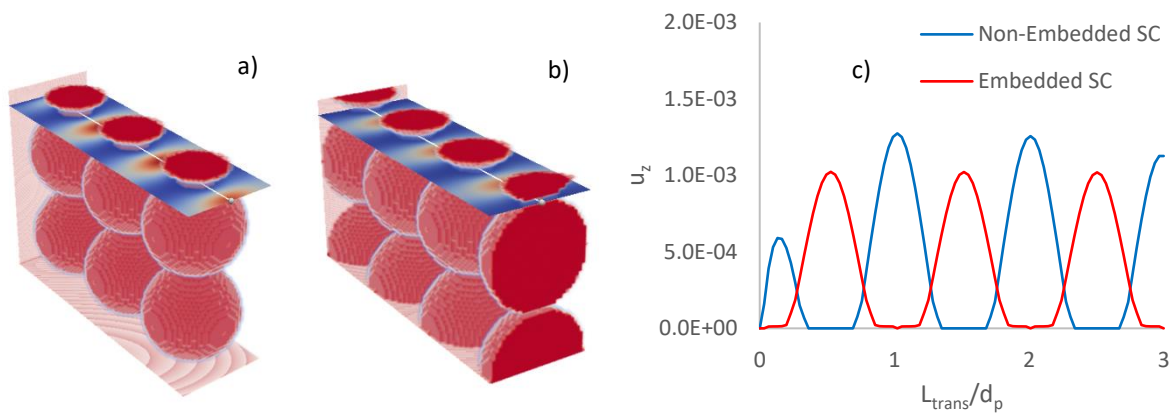 a)
b)
c)
Non-Embedded SC
Embedded SC
2.0E-03
1.5E-03
1.0E-03
5.0E-04
0.0E+00
u_z
0 1 2 3
L_trans/d_p